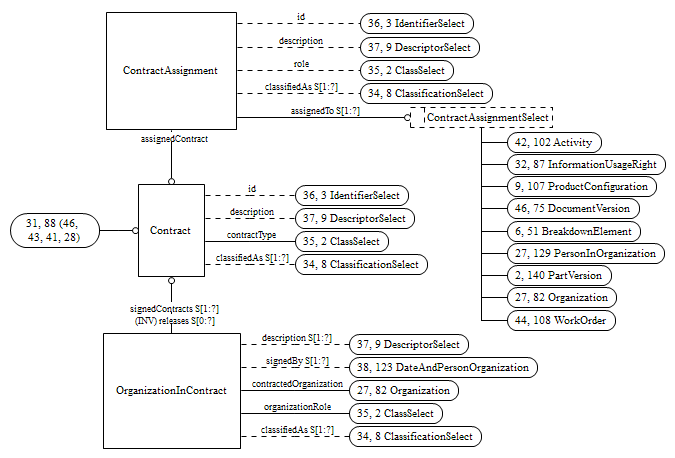 id
36, 3 IdentifierSelect
description
37, 9 DescriptorSelect
ContractAssignment
role
35, 2 ClassSelect
classifiedAs S[1:?]
34, 8 ClassificationSelect
assignedTo S[1:?]
ContractAssignmentSelect
assignedContract
42, 102 Activity
32, 87 InformationUsageRight
9, 107 ProductConfiguration
46, 75 DocumentVersion
6, 51 BreakdownElement
27, 129 PersonInOrganization
2, 140 PartVersion
27, 82 Organization
44, 108 WorkOrder
id
36, 3 IdentifierSelect
description
37, 9 DescriptorSelect
31, 88 (46,
43, 41, 28)
Contract
contractType
35, 2 ClassSelect
classifiedAs S[1:?]
34, 8 ClassificationSelect
signedContracts S[1:?]
(INV) releases S[0:?]
description S[1:?]
37, 9 DescriptorSelect
signedBy S[1:?]
38, 123 DateAndPersonOrganization
OrganizationInContract
contractedOrganization
27, 82 Organization
organizationRole
35, 2 ClassSelect
classifiedAs S[1:?]
34, 8 ClassificationSelect